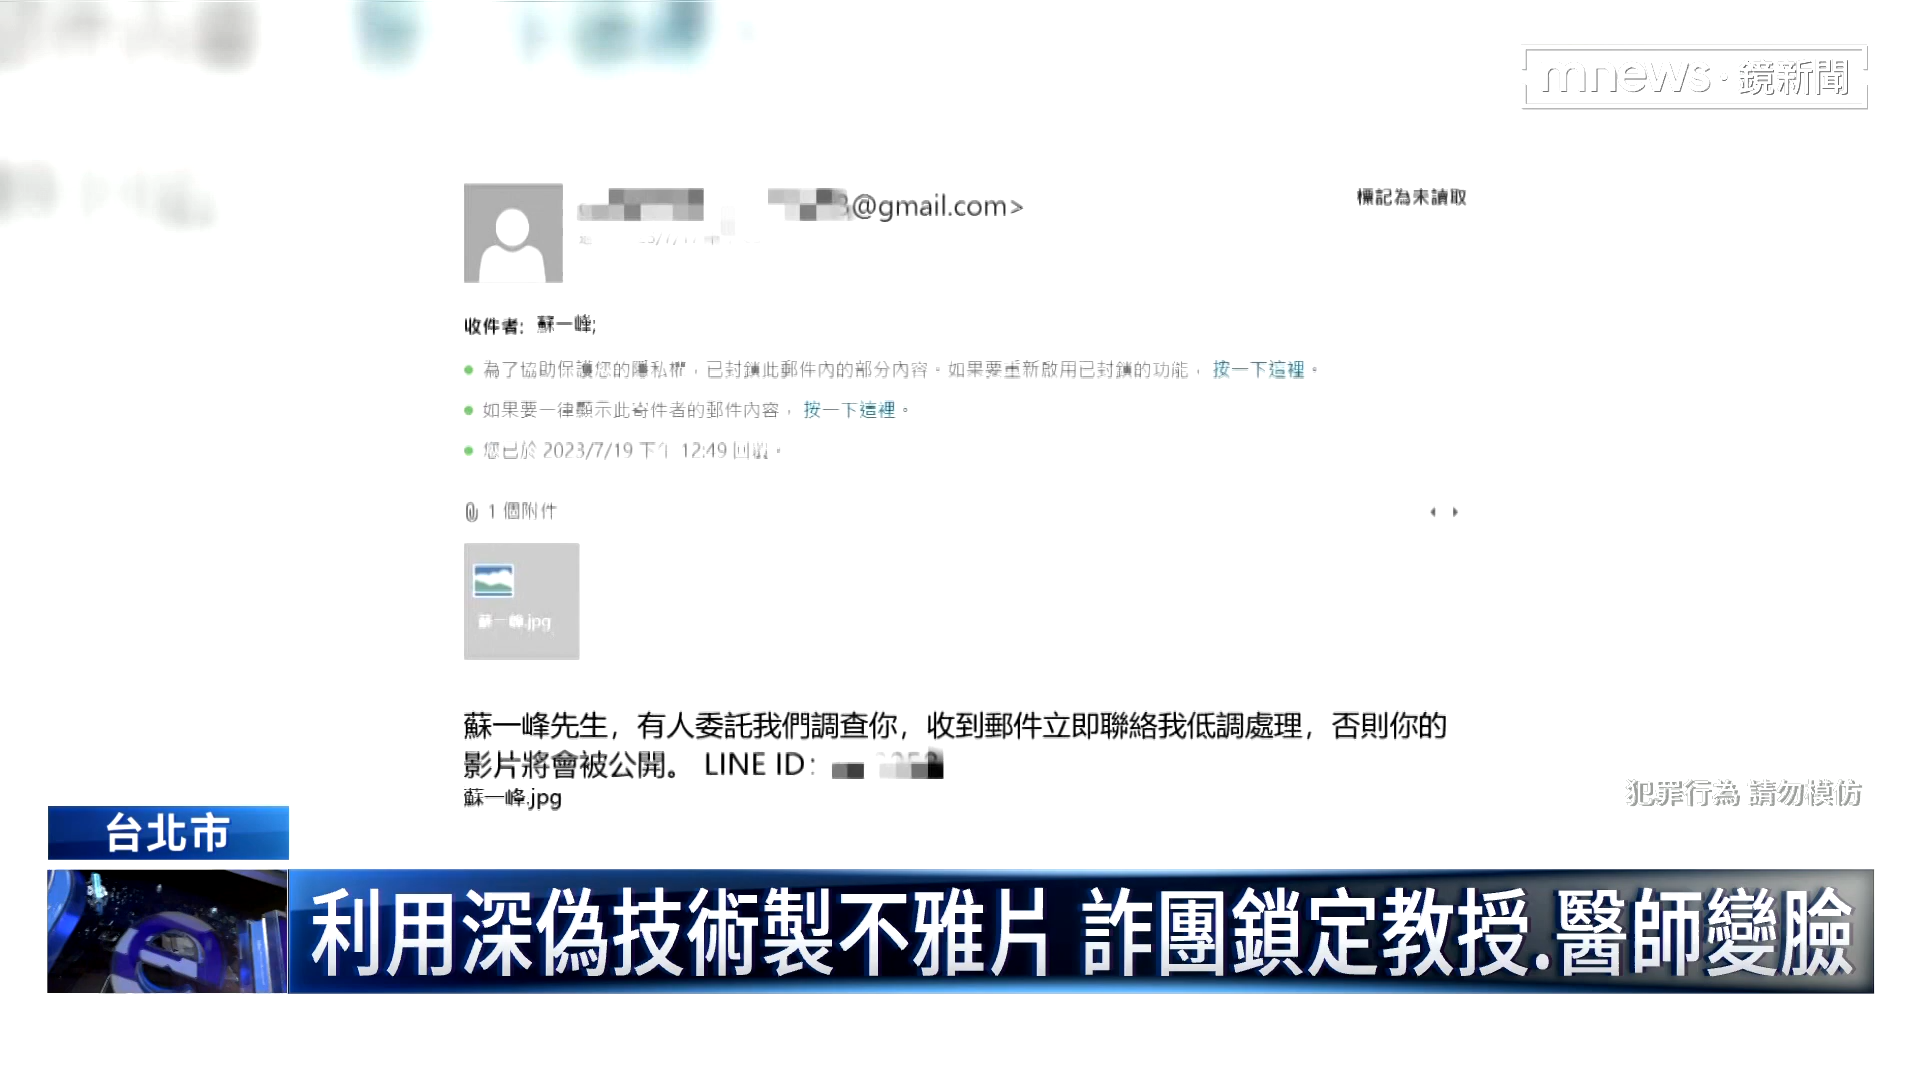 mnews·鏡新聞
@gmail.com>
標記為未讀取
收件者: 蘇一峰;
為了協助保護您的隱私權，已封鎖此郵件內的部分內容。如果要重新啟用已封鎖的功能，按一下這裡。
如果要一律顯示此寄件者的郵件內容，按一下這裡。
您已於 2023/7/19 下午 12:49 回覆。
1 個附件
蘇一峰.jpg
蘇一峰先生，有人委託我們調查你，收到郵件立即聯絡我低調處理，否則你的
影片將會被公開。 LINE ID：
蘇一峰.jpg
犯罪行為 請勿模仿
台北市
利用深偽技術製不雅片 詐團鎖定教授.醫師變臉